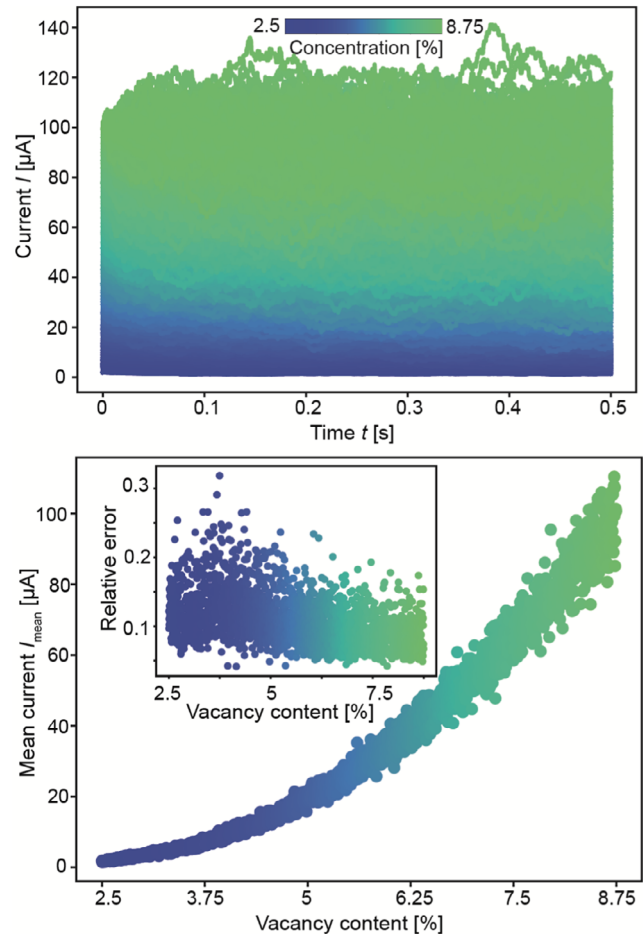 2.5 8.75
Concentration [%]
140
120
100
80
60
40
20
0
Current I [µA]
0 0.1 0.2 0.3 0.4 0.5
Time t [s]
0.3
0.2
0.1
Relative error
2.5 5 7.5
Vacancy content [%]
100
80
60
40
20
0
Mean current Imean [µA]
2.5 3.75 5 6.25 7.5 8.75
Vacancy content [%]